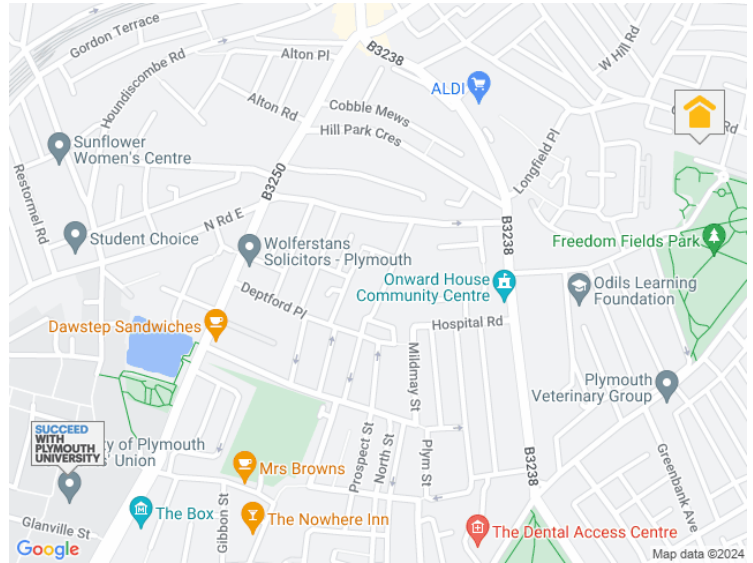 Gordon Terrace
Houndiscombe Rd
Alton Pl
B3238
W Hill Rd
ALDI
Alton Rd
Cobble Mews
Hill Park Cres
Sunflower
Women's Centre
Longfield Pl
Restormel Rd
B3250
N Rd E
B3238
Student Choice
Wolferstans
Solicitors - Plymouth
Freedom Fields Park
Onward House
Community Centre
Odils Learning
Foundation
Deptford Pl
Dawstep Sandwiches
Hospital Rd
Mildmay St
Plymouth
Veterinary Group
SUCCEED
WITH
PLYMOUTH
UNIVERSITY
ty of Plymouth
s' Union
Prospect St
North St
Plym St
B3238
Greenbank Ave
Mrs Browns
The Box
Gibbon St
The Nowhere Inn
Glanville St
The Dental Access Centre
Google
Map data ©2024